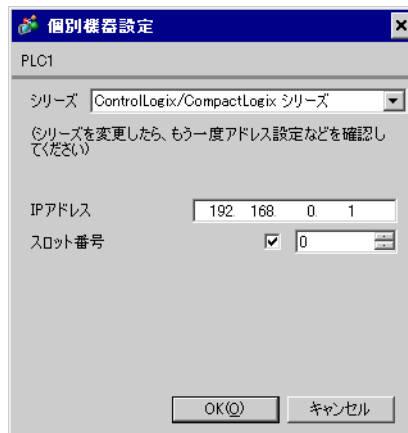 個別機器設定
PLC1
シリーズ ControlLogix/CompactLogix シリーズ
(シリーズを変更したら、もう一度アドレス設定などを確認し
てください)
IPアドレス 192. 168. 0. 1
スロット番号 0
OK(O) キャンセル